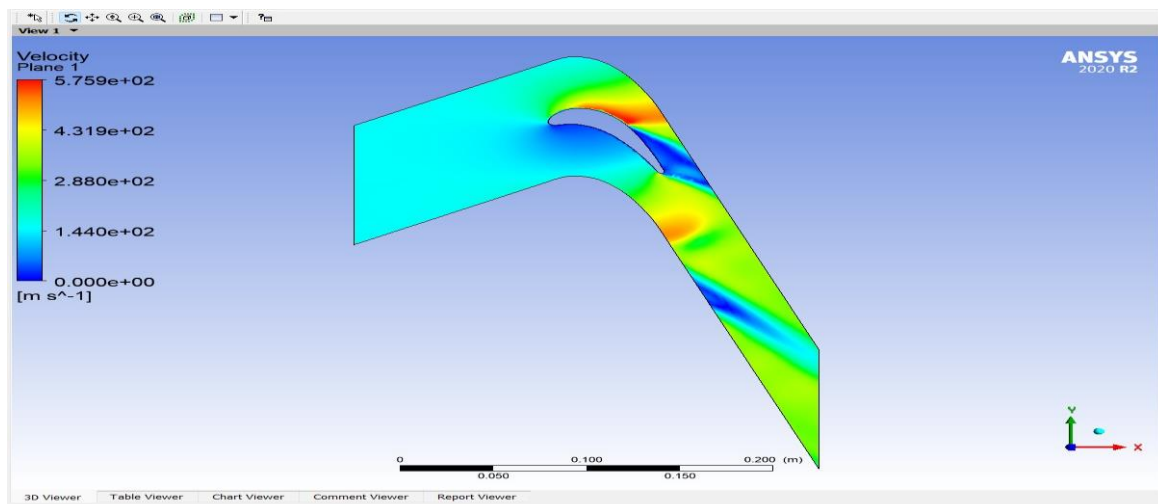 View 1
Velocity
Plane 1
5.759e+02
4.319e+02
2.880e+02
1.440e+02
0.000e+00
[m s^-1]
ANSYS
2020 R2
Y
X
0
0.100
0.200 (m)
0.050
0.150
3D Viewer Table Viewer Chart Viewer Comment Viewer Report Viewer